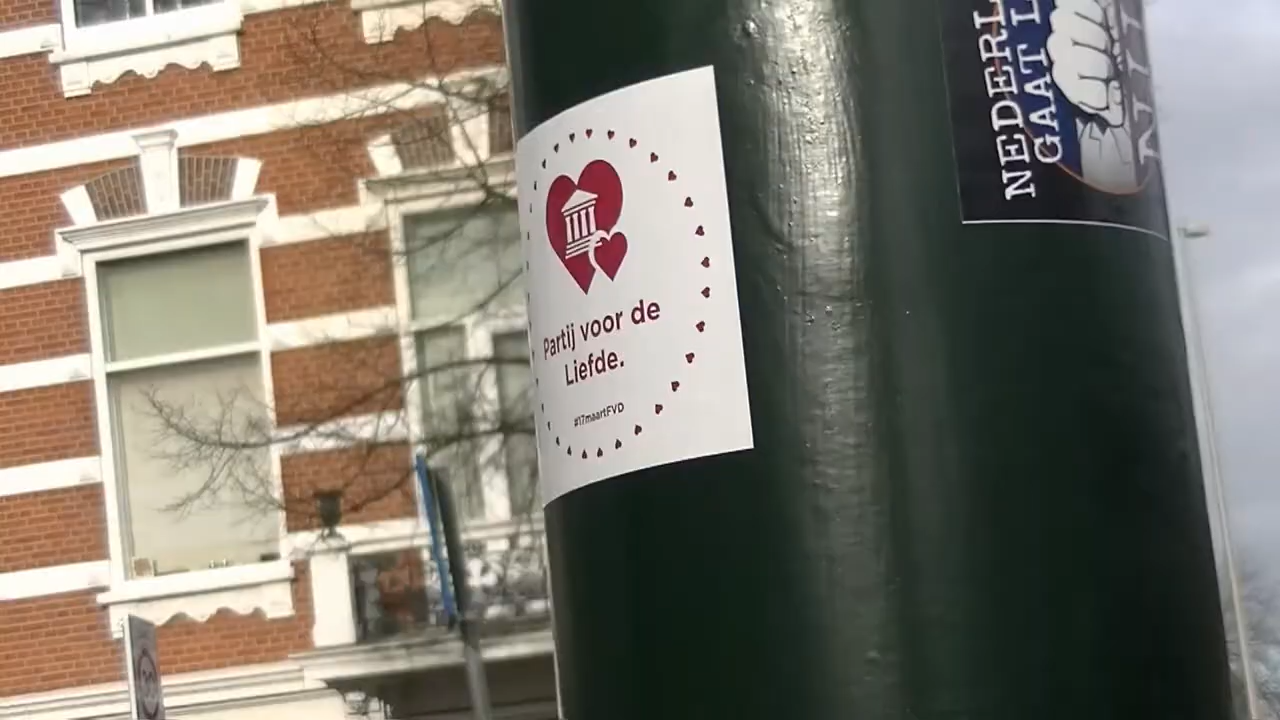 Partij voor de
Liefde.
#17maartFVD
NEDERL
GAAT L